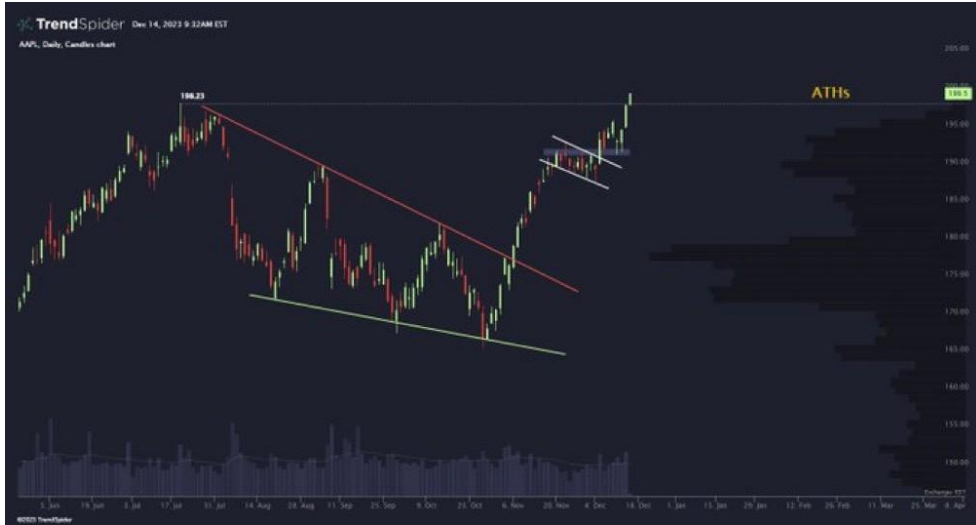 TrendSpider Dec 14, 2023 9:32AM EST
AAPL, Daily, Candles chart
205.00
198.23
ATHs
199.5
195.00
190.00
185.00
180.00
175.00
170.00
165.00
160.00
155.00
150.00
Exchange EST
5. Jun 19. Jun 3. Jul 17. Jul 31. Jul 14. Aug 28. Aug 11. Sep 25. Sep 9. Oct 23. Oct 6. Nov 20. Nov 4. Dec 18. Dec 1. Jan 15. Jan 29. Jan 12. Feb 26. Feb 11. Mar 25. Mar 8. Apr
©2023 TrendSpider